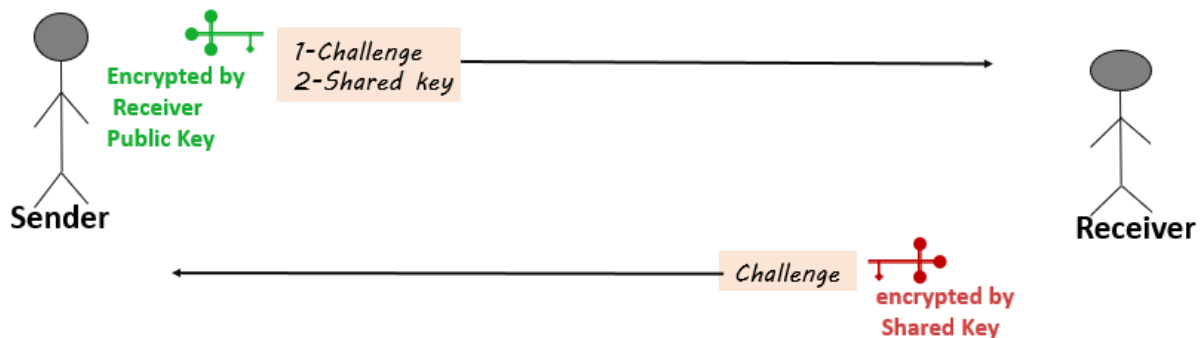 1-Challenge
2-Shared key
Encrypted by
Receiver
Public Key
Sender
Receiver
Challenge
encrypted by
Shared Key